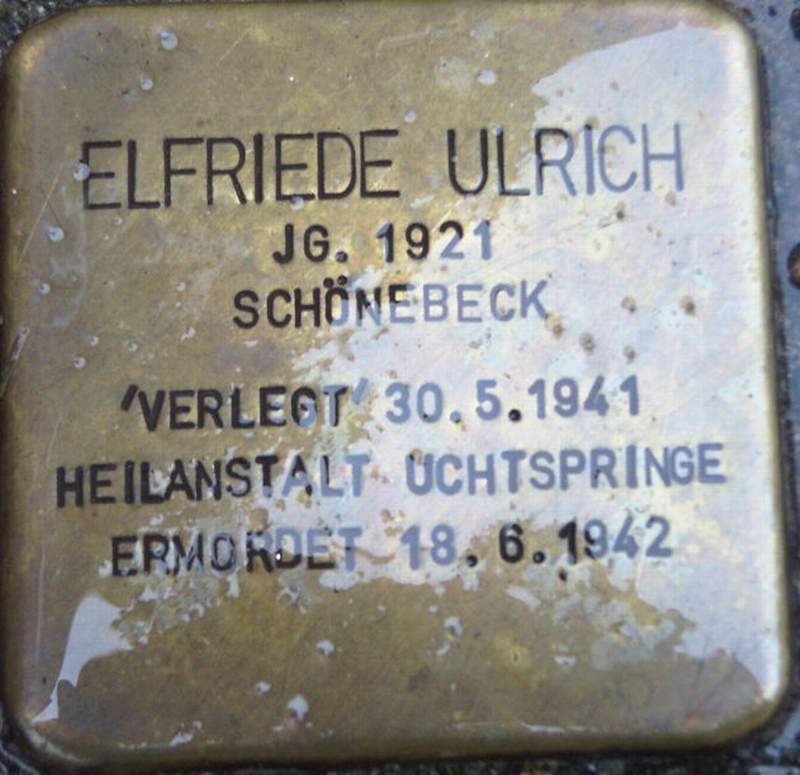 ELFRIEDE ULRICH
JG. 1921
SCHÖNEBECK
'VERLEGT' 30.5.1941
HEILANSTALT UCHTSPRINGE
ERMORDET 18.6.1942